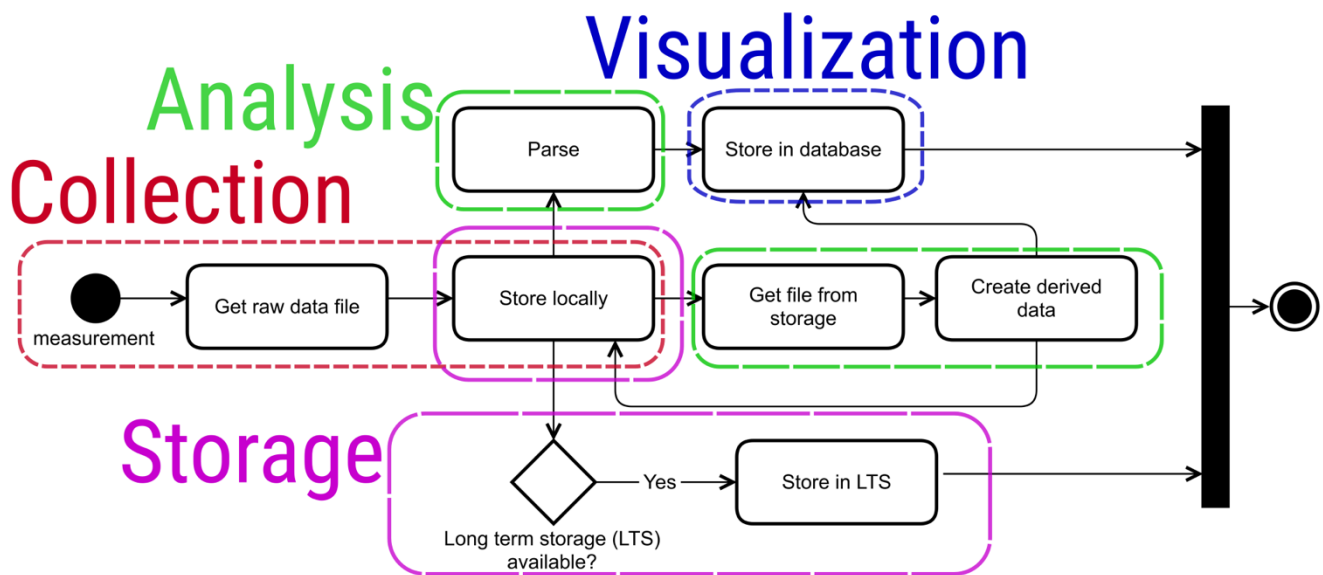 Visualization
Analysis
Parse
Store in database
Collection
measurement
Get raw data file
Store locally
Get file from
storage
Create derived
data
Storage
Yes
Store in LTS
Long term storage (LTS)
available?